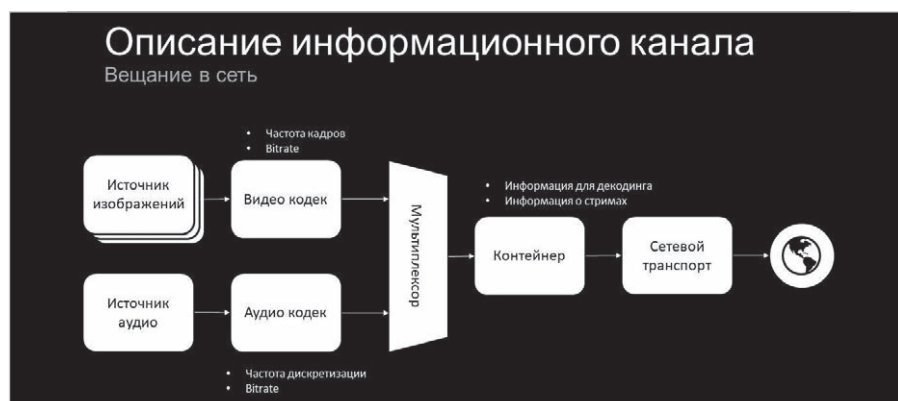 Описание информационного канала
Вещание в сеть
• Частота кадров
• Bitrate
Источник
изображений
Видео кодек
Мультиплексор
• Информация для декодинга
• Информация о стримах
Контейнер
Сетевой
транспорт
Источник
аудио
Аудио кодек
• Частота дискретизации
• Bitrate